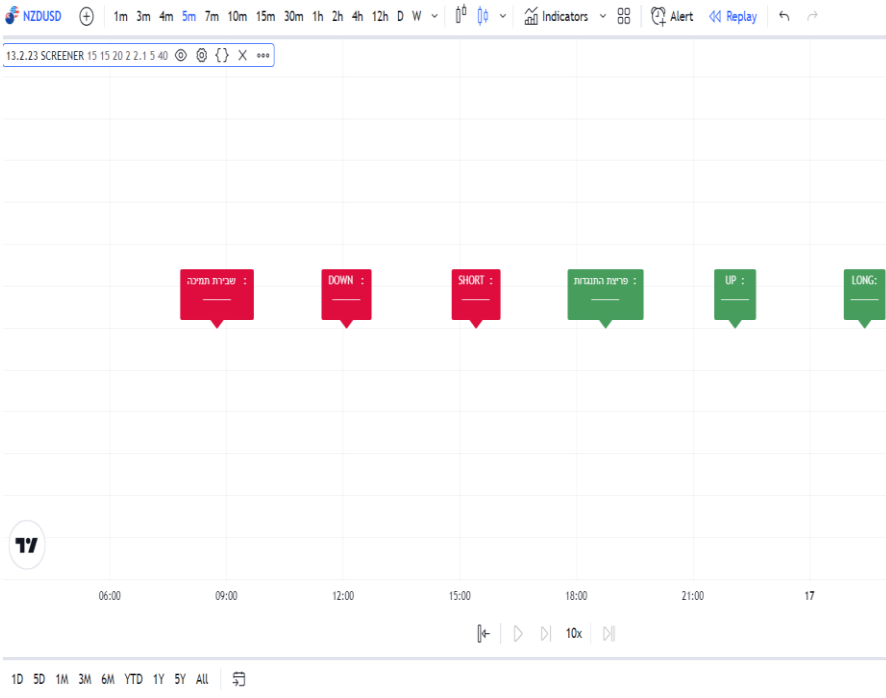 NZDUSD 1m 3m 4m 5m 7m 10m 15m 30m 1h 2h 4h 12h D W Indicators Alert Replay
13.2.23 SCREENER 15 15 20 2 2.1 5 40
שבירת תמיכה :
DOWN :
SHORT :
פריצת התנגדות :
UP :
LONG:
06:00 09:00 12:00 15:00 18:00 21:00 17
10x
1D 5D 1M 3M 6M YTD 1Y 5Y All